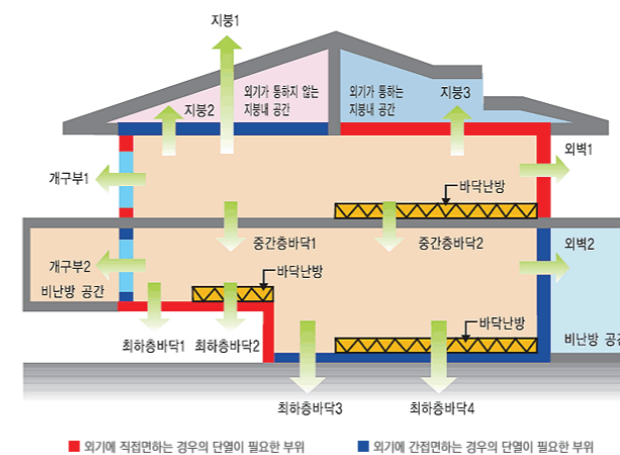 지붕1
외기가 통하지 않는
지붕내 공간
외기가 통하는
지붕내 공간
지붕2
지붕3
외벽1
개구부1
바닥난방
중간층바닥1
중간층바닥2
외벽2
개구부2
바닥난방
비난방 공간
바닥난방
비난방 공간
최하층바닥1
최하층바닥2
최하층바닥3
최하층바닥4
외기에 직접면하는 경우의 단열이 필요한 부위
외기에 간접면하는 경우의 단열이 필요한 부위